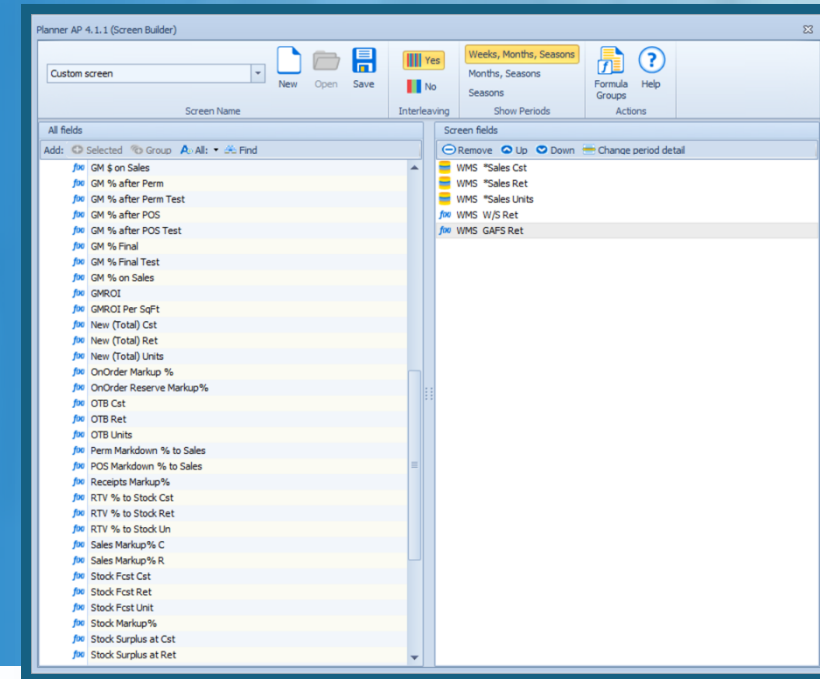 Planner AP 4.1.1 (Screen Builder)
Custom screen
New
Open
Save
Screen Name
Yes
No
Interleaving
Weeks, Months, Seasons
Months, Seasons
Seasons
Show Periods
Formula
Groups
Help
Actions
All fields
Add: Selected Group All: Find
f(x) GM $ on Sales
f(x) GM % after Perm
f(x) GM % after Perm Test
f(x) GM % after POS
f(x) GM % after POS Test
f(x) GM % Final
f(x) GM % Final Test
f(x) GM % on Sales
f(x) GMROI
f(x) GMROI Per SqFt
f(x) New (Total) Cst
f(x) New (Total) Ret
f(x) New (Total) Units
f(x) OnOrder Markup %
f(x) OnOrder Reserve Markup%
f(x) OTB Cst
f(x) OTB Ret
f(x) OTB Units
f(x) Perm Markdown % to Sales
f(x) POS Markdown % to Sales
f(x) Receipts Markup%
f(x) RTV % to Stock Cst
f(x) RTV % to Stock Ret
f(x) RTV % to Stock Un
f(x) Sales Markup% C
f(x) Sales Markup% R
f(x) Stock Fcst Cst
f(x) Stock Fcst Ret
f(x) Stock Fcst Unit
f(x) Stock Markup%
f(x) Stock Surplus at Cst
f(x) Stock Surplus at Ret
Screen fields
Remove Up Down Change period detail
WMS *Sales Cst
WMS *Sales Ret
WMS *Sales Units
f(x) WMS W/S Ret
f(x) WMS GAFS Ret